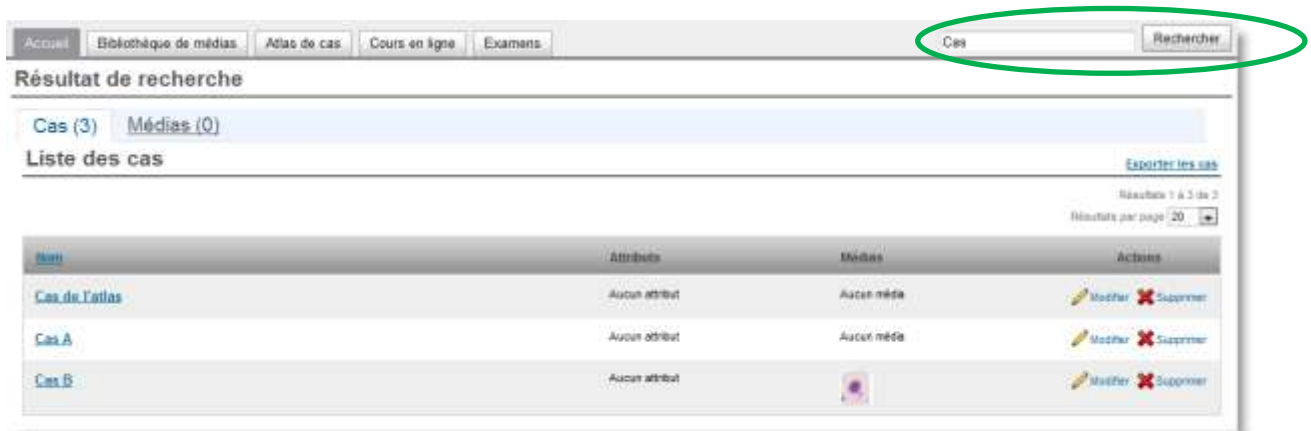 Accueil Bibliothèque de médias Atlas de cas Cours en ligne Examens Cas Rechercher
Résultat de recherche
Cas (3) Médias (0)
Liste des cas
Exporter les cas
Résultats 1 à 3 de 3
Résultats par page 20
Nom Attributs Médias Actions
Cas de l'atlas Aucun attribut Aucun média Modifier Supprimer
Cas A Aucun attribut Aucun média Modifier Supprimer
Cas B Aucun attribut Modifier Supprimer